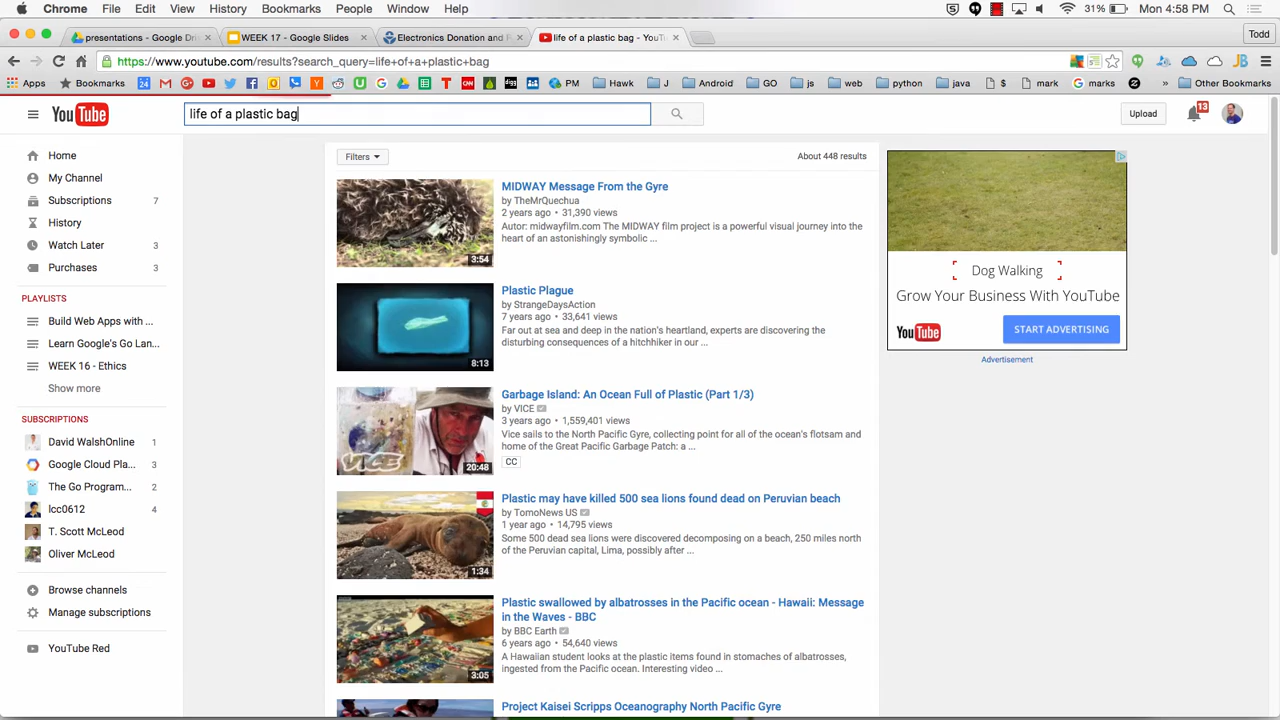 Chrome File Edit View History Bookmarks People Window Help 31% Mon 4:58 PM
presentations - Google Dri
WEEK 17 - Google Slides
Electronics Donation and R
life of a plastic bag - YouTu
Todd
https://www.youtube.com/results?search_query=life+of+a+plastic+bag
Apps Bookmarks 24 PM Hawk J Android GO js web python java $ marks marks » Other Bookmarks
YouTube
life of a plastic bag
Upload
13
Home
My Channel
Subscriptions 7
History
Watch Later 3
Purchases 3
PLAYLISTS
Build Web Apps with ...
Learn Google's Go Lan...
WEEK 16 - Ethics
Show more
SUBSCRIPTIONS
David WalshOnline 1
Google Cloud Pla... 3
The Go Program... 2
lcc0612 4
T. Scott McLeod
Oliver McLeod
Browse channels
Manage subscriptions
YouTube Red
Filters
About 448 results
3:54
MIDWAY Message From the Gyre
by TheMrQuechua
2 years ago • 31,390 views
Autor: midwayfilm.com The MIDWAY film project is a powerful visual journey into the
heart of an astonishingly symbolic ...
8:13
Plastic Plague
by StrangeDaysAction
7 years ago • 33,641 views
Far out at sea and deep in the nation's heartland, experts are discovering the
disturbing consequences of a hitchhiker in our ...
VICE
20:48
Garbage Island: An Ocean Full of Plastic (Part 1/3)
by VICE
3 years ago • 1,559,401 views
Vice sails to the North Pacific Gyre, collecting point for all of the ocean's flotsam and
home of the Great Pacific Garbage Patch: a ...
CC
1:34
Plastic may have killed 500 sea lions found dead on Peruvian beach
by TomoNews US
1 year ago • 14,795 views
Some 500 dead sea lions were discovered decomposing on a beach, 250 miles north
of the Peruvian capital, Lima, possibly after ...
3:05
Plastic swallowed by albatrosses in the Pacific ocean - Hawaii: Message
in the Waves - BBC
by BBC Earth
6 years ago • 54,640 views
A Hawaiian student looks at the plastic items found in stomaches of albatrosses,
ingested from the Pacific ocean. Interesting video ...
Project Kaisei Scripps Oceanography North Pacific Gyre
Dog Walking
Grow Your Business With YouTube
YouTube
START ADVERTISING
Advertisement